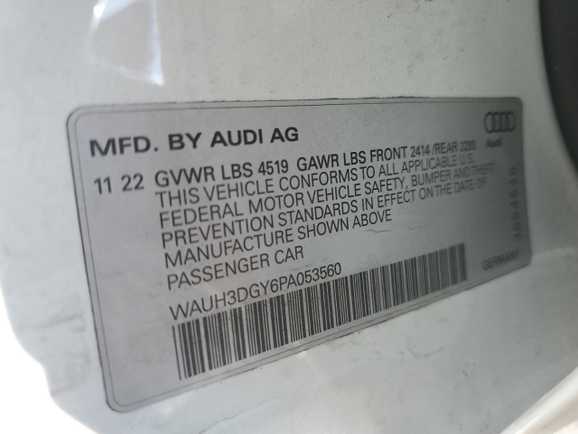 MFD. BY AUDI AG
Audi
11 22 GVWR LBS 4519 GAWR LBS FRONT 2414/REAR
THIS VEHICLE CONFORMS TO ALL APPLICABLE U.S.
FEDERAL MOTOR VEHICLE SAFETY, BUMPER AND THEFT
PREVENTION STANDARDS IN EFFECT ON THE DATE OF
MANUFACTURE SHOWN ABOVE
PASSENGER CAR
GERMANY
WAUH3DGY6PA053560